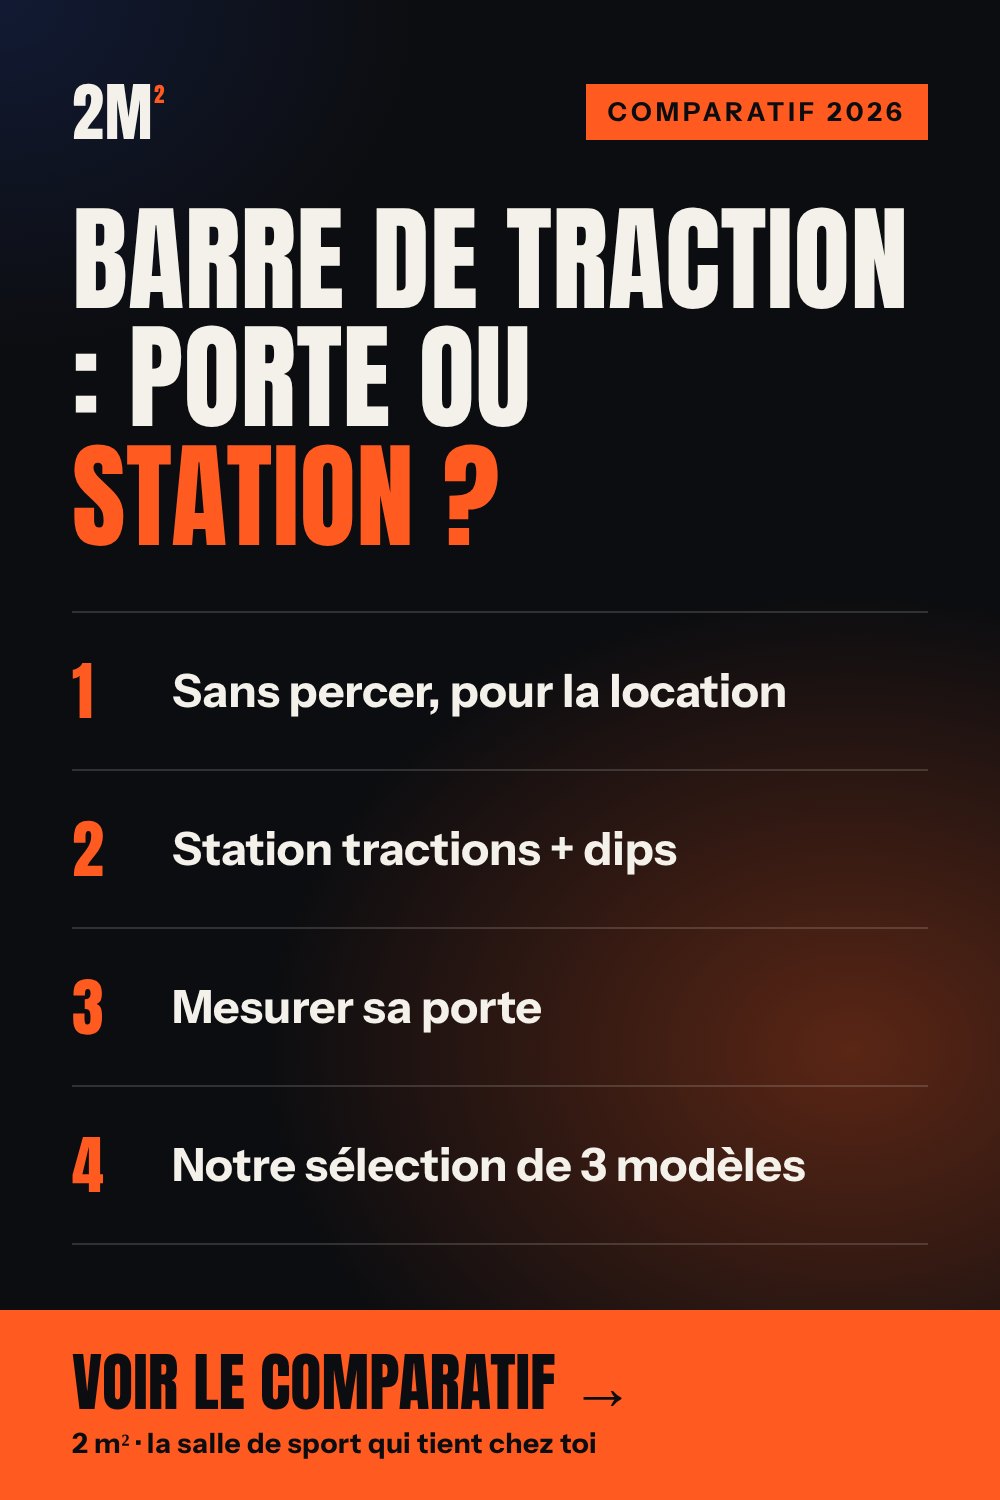 2M²
COMPARATIF 2026
BARRE DE TRACTION
: PORTE OU
STATION ?
1 Sans percer, pour la location
2 Station tractions + dips
3 Mesurer sa porte
4 Notre sélection de 3 modèles
VOIR LE COMPARATIF →
2 m² · la salle de sport qui tient chez toi